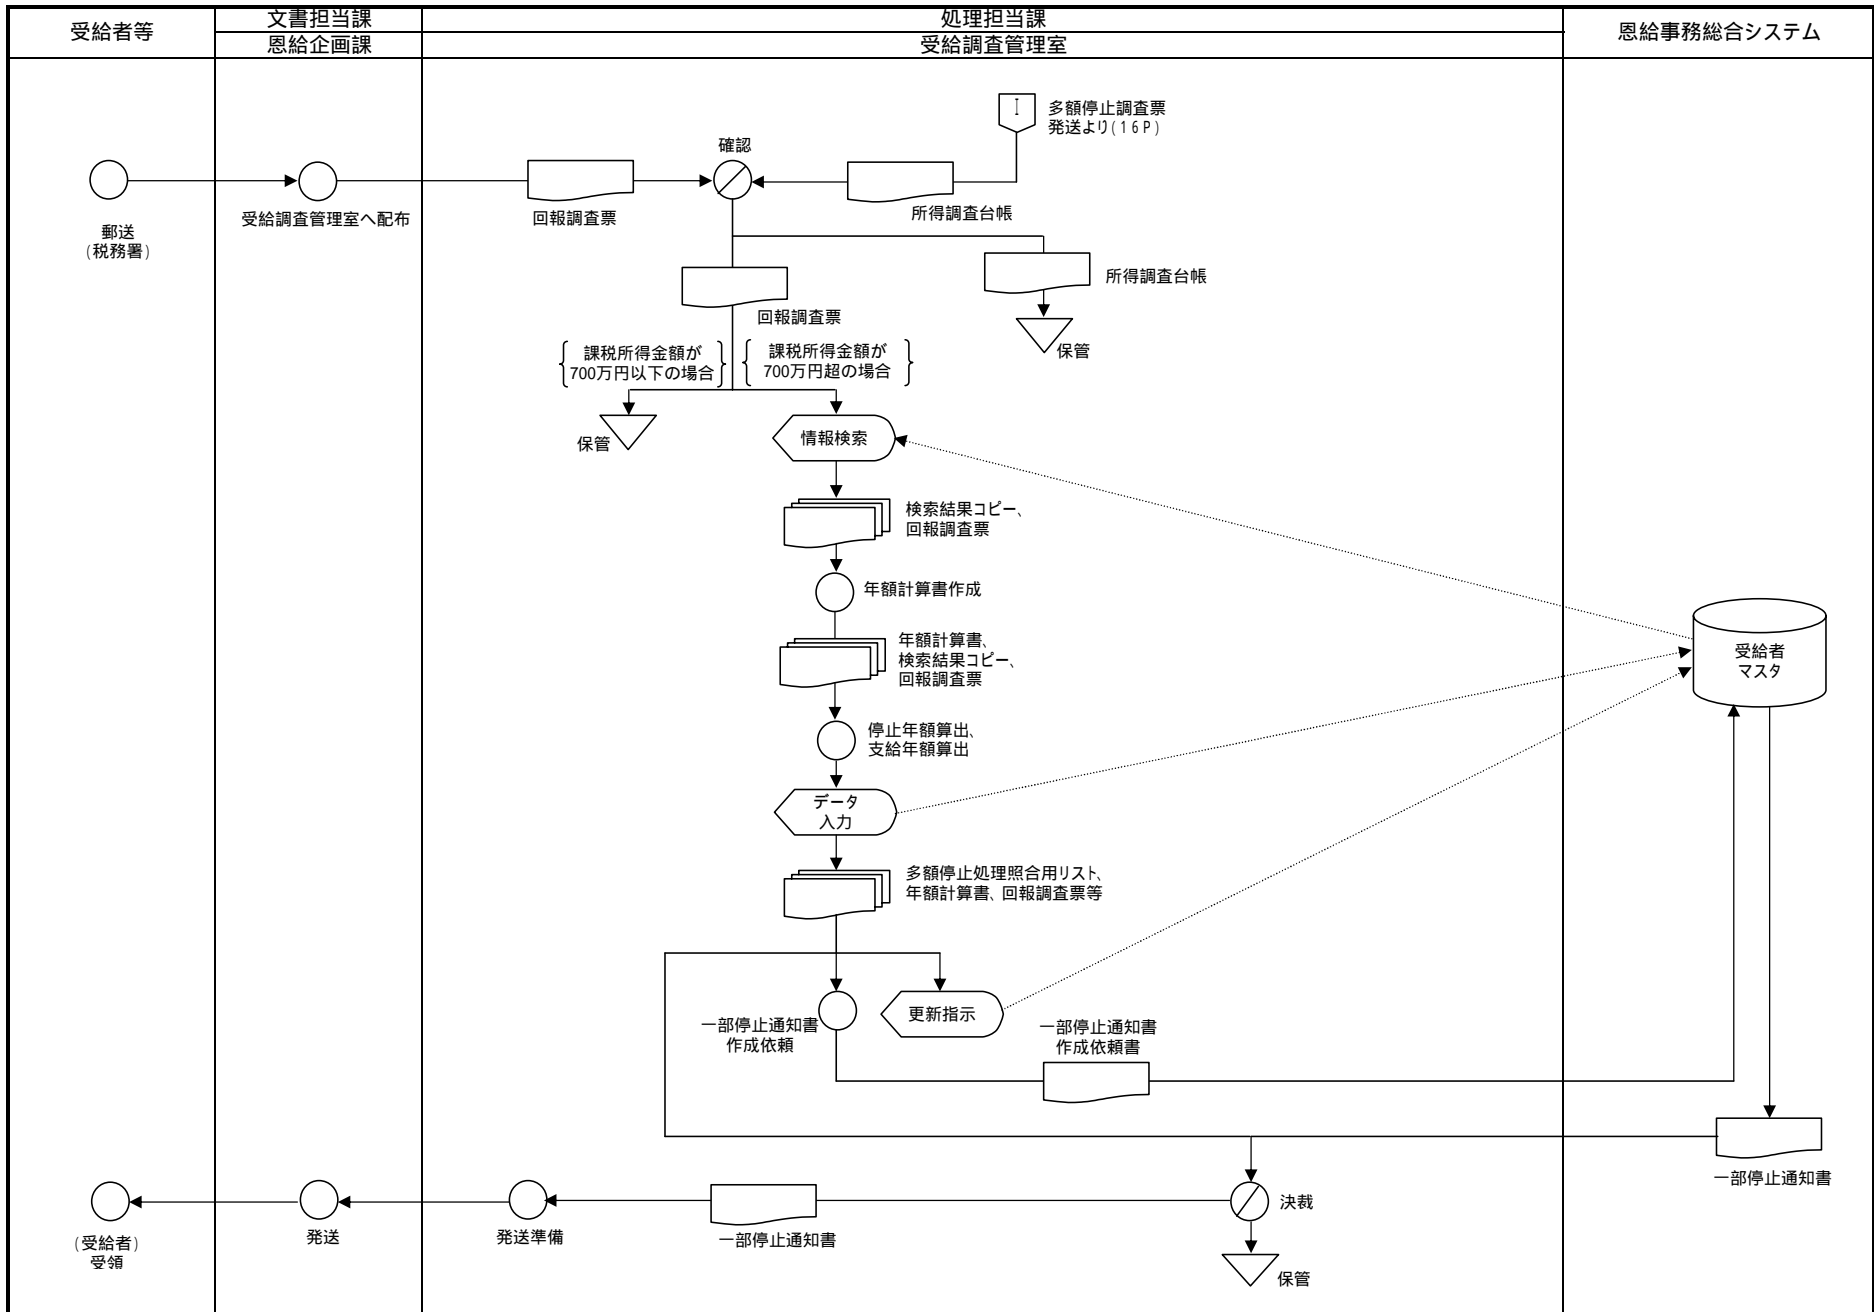 受給者等
文書担当課
恩給企画課
処理担当課
受給調査管理室
恩給事務総合システム
I
多額停止調査票
発送より(16P)
確認
郵送
(税務署)
受給調査管理室へ配布
回報調査票
所得調査台帳
所得調査台帳
保管
回報調査票
課税所得金額が
700万円以下の場合
課税所得金額が
700万円超の場合
保管
情報検索
検索結果コピー、
回報調査票
年額計算書作成
年額計算書、
検索結果コピー、
回報調査票
受給者
マスタ
停止年額算出、
支給年額算出
データ
入力
多額停止処理照合用リスト、
年額計算書、回報調査票等
更新指示
一部停止通知書
作成依頼
一部停止通知書
作成依頼書
一部停止通知書
決裁
保管
一部停止通知書
発送準備
発送
(受給者)
受領